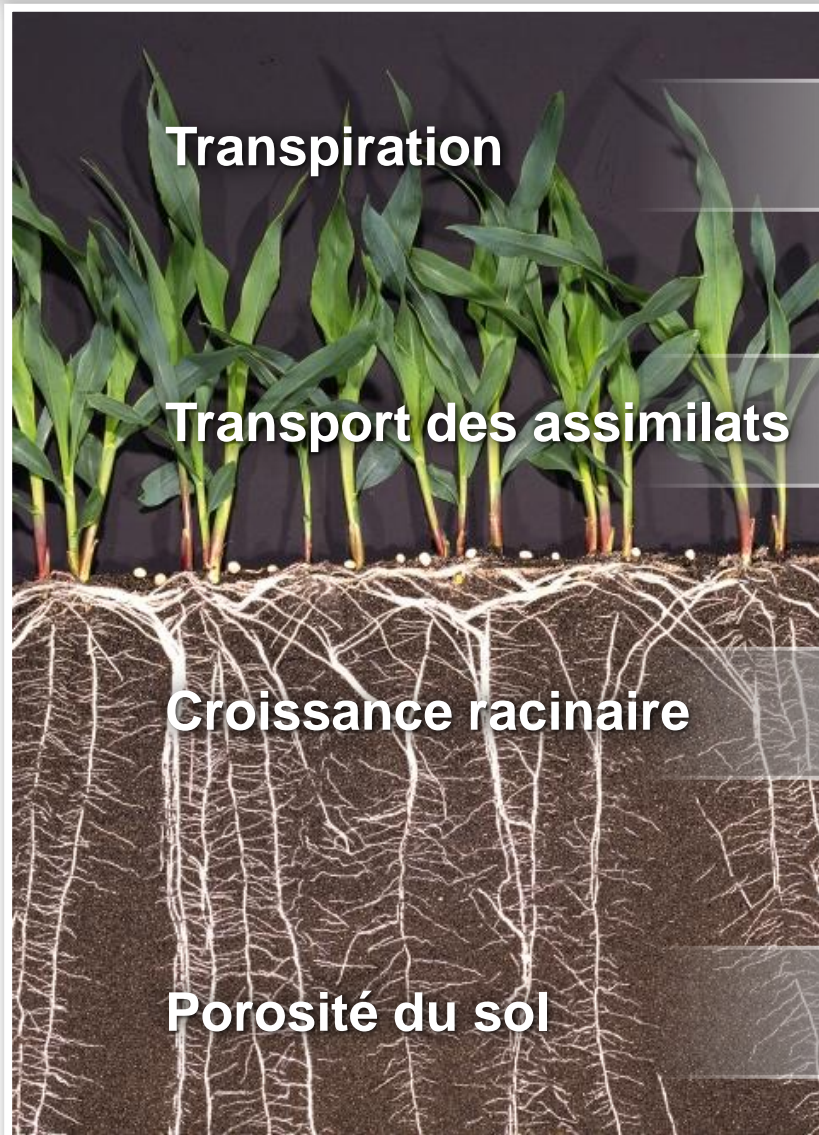 Transpiration
Transport des assimilats
Croissance racinaire
Porosité du sol